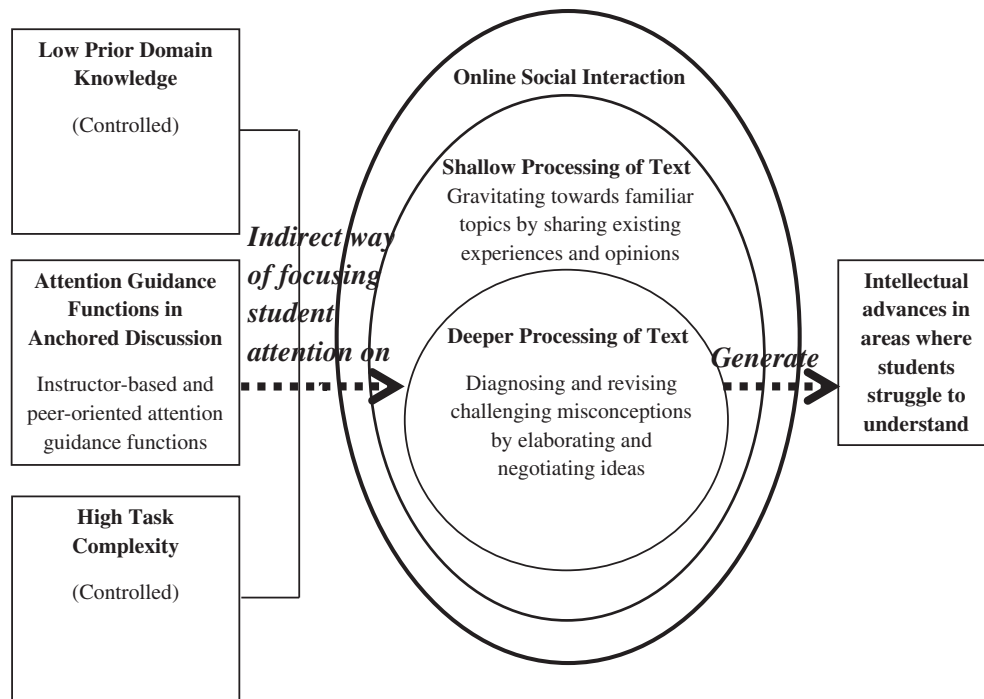 Low Prior Domain
Knowledge
(Controlled)
Attention Guidance
Functions in
Anchored Discussion
Instructor-based and
peer-oriented attention
guidance functions
High Task
Complexity
(Controlled)
Indirect way
of focusing
student
attention on
Online Social Interaction
Shallow Processing of Text
Gravitating towards familiar
topics by sharing existing
experiences and opinions
Deeper Processing of Text
Diagnosing and revising
challenging misconceptions
by elaborating and
negotiating ideas
Generate
Intellectual
advances in
areas where
students
struggle to
understand